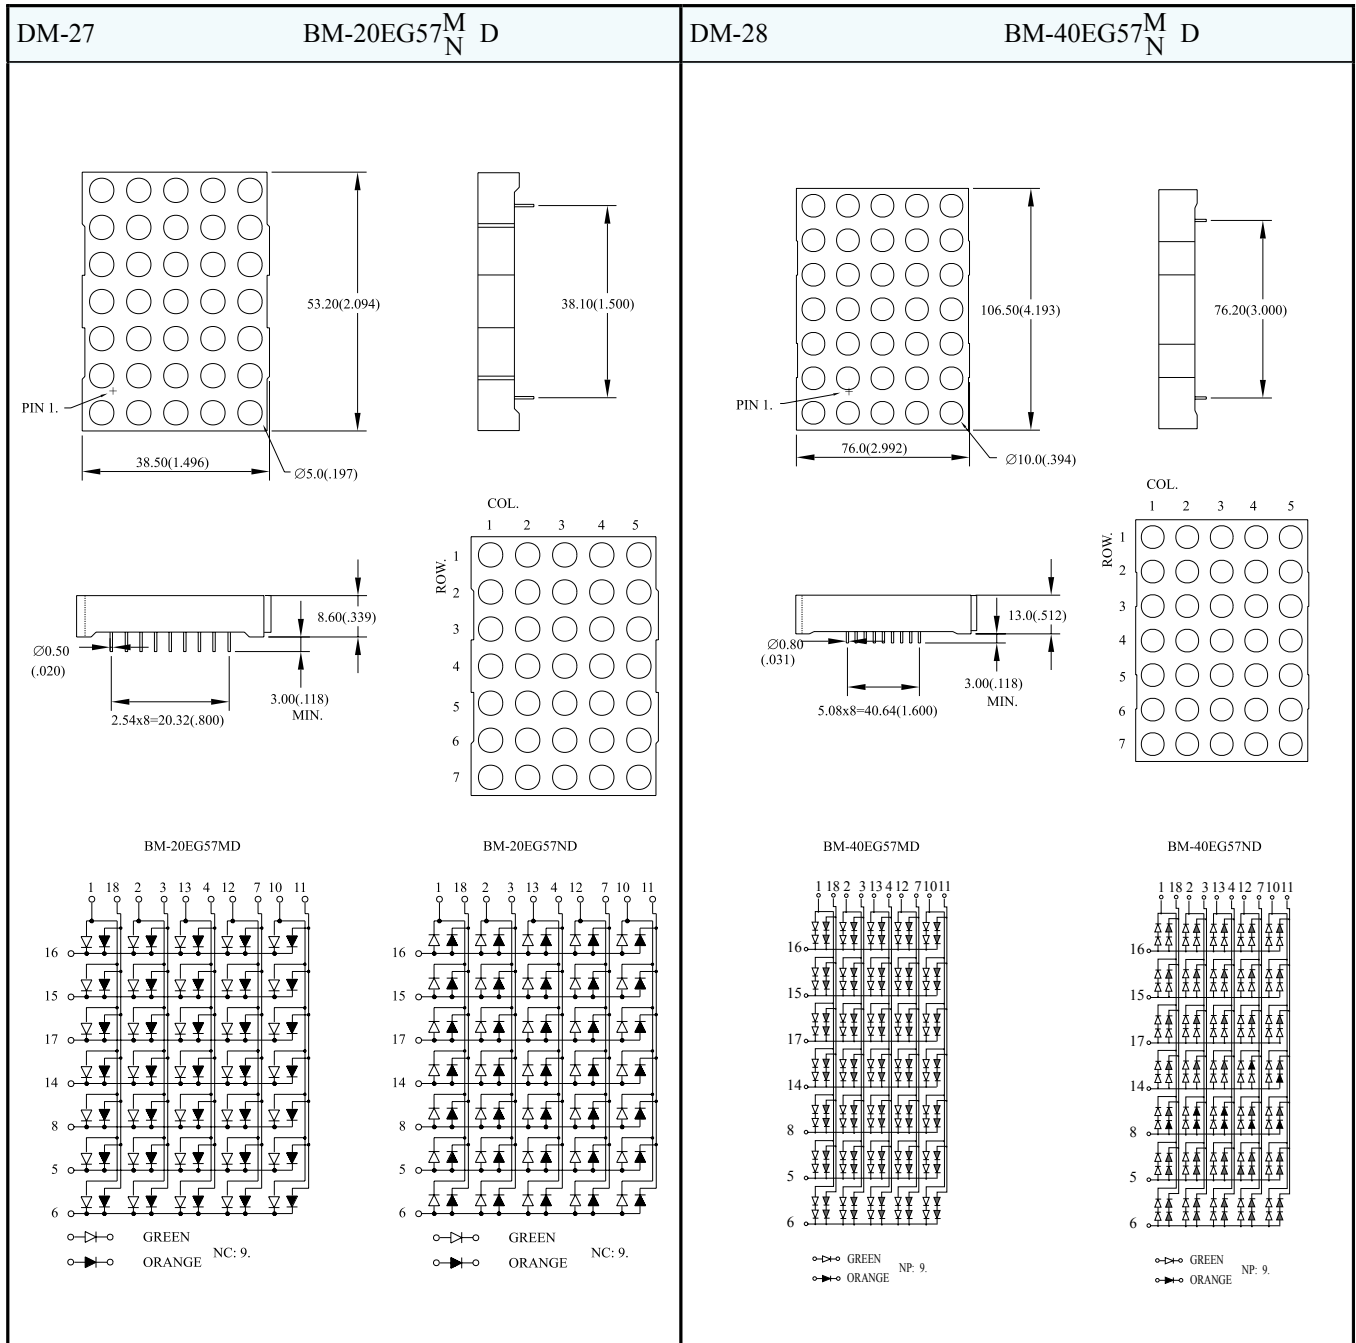 DM-27
BM-20EG57 M/N D
DM-28
BM-40EG57 M/N D
53.20(2.094)
38.10(1.500)
PIN 1.
38.50(1.496)
∅5.0(.197)
COL.
1 2 3 4 5
ROW.
1
2
3
4
5
6
7
8.60(.339)
∅0.50
(.020)
3.00(.118)
MIN.
2.54x8=20.32(.800)
106.50(4.193)
76.20(3.000)
PIN 1.
76.0(2.992)
∅10.0(.394)
COL.
1 2 3 4 5
ROW.
1
2
3
4
5
6
7
13.0(.512)
∅0.80
(.031)
3.00(.118)
MIN.
5.08x8=40.64(1.600)
BM-20EG57MD
1 18 2 3 13 4 12 7 10 11
16
15
17
14
8
5
6
GREEN
ORANGE
NC: 9.
BM-20EG57ND
1 18 2 3 13 4 12 7 10 11
16
15
17
14
8
5
6
GREEN
ORANGE
NC: 9.
BM-40EG57MD
1 18 2 3 13 4 12 7 10 11
16
15
17
14
8
5
6
GREEN
ORANGE
NP: 9.
BM-40EG57ND
1 18 2 3 13 4 12 7 10 11
16
15
17
14
8
5
6
GREEN
ORANGE
NP: 9.